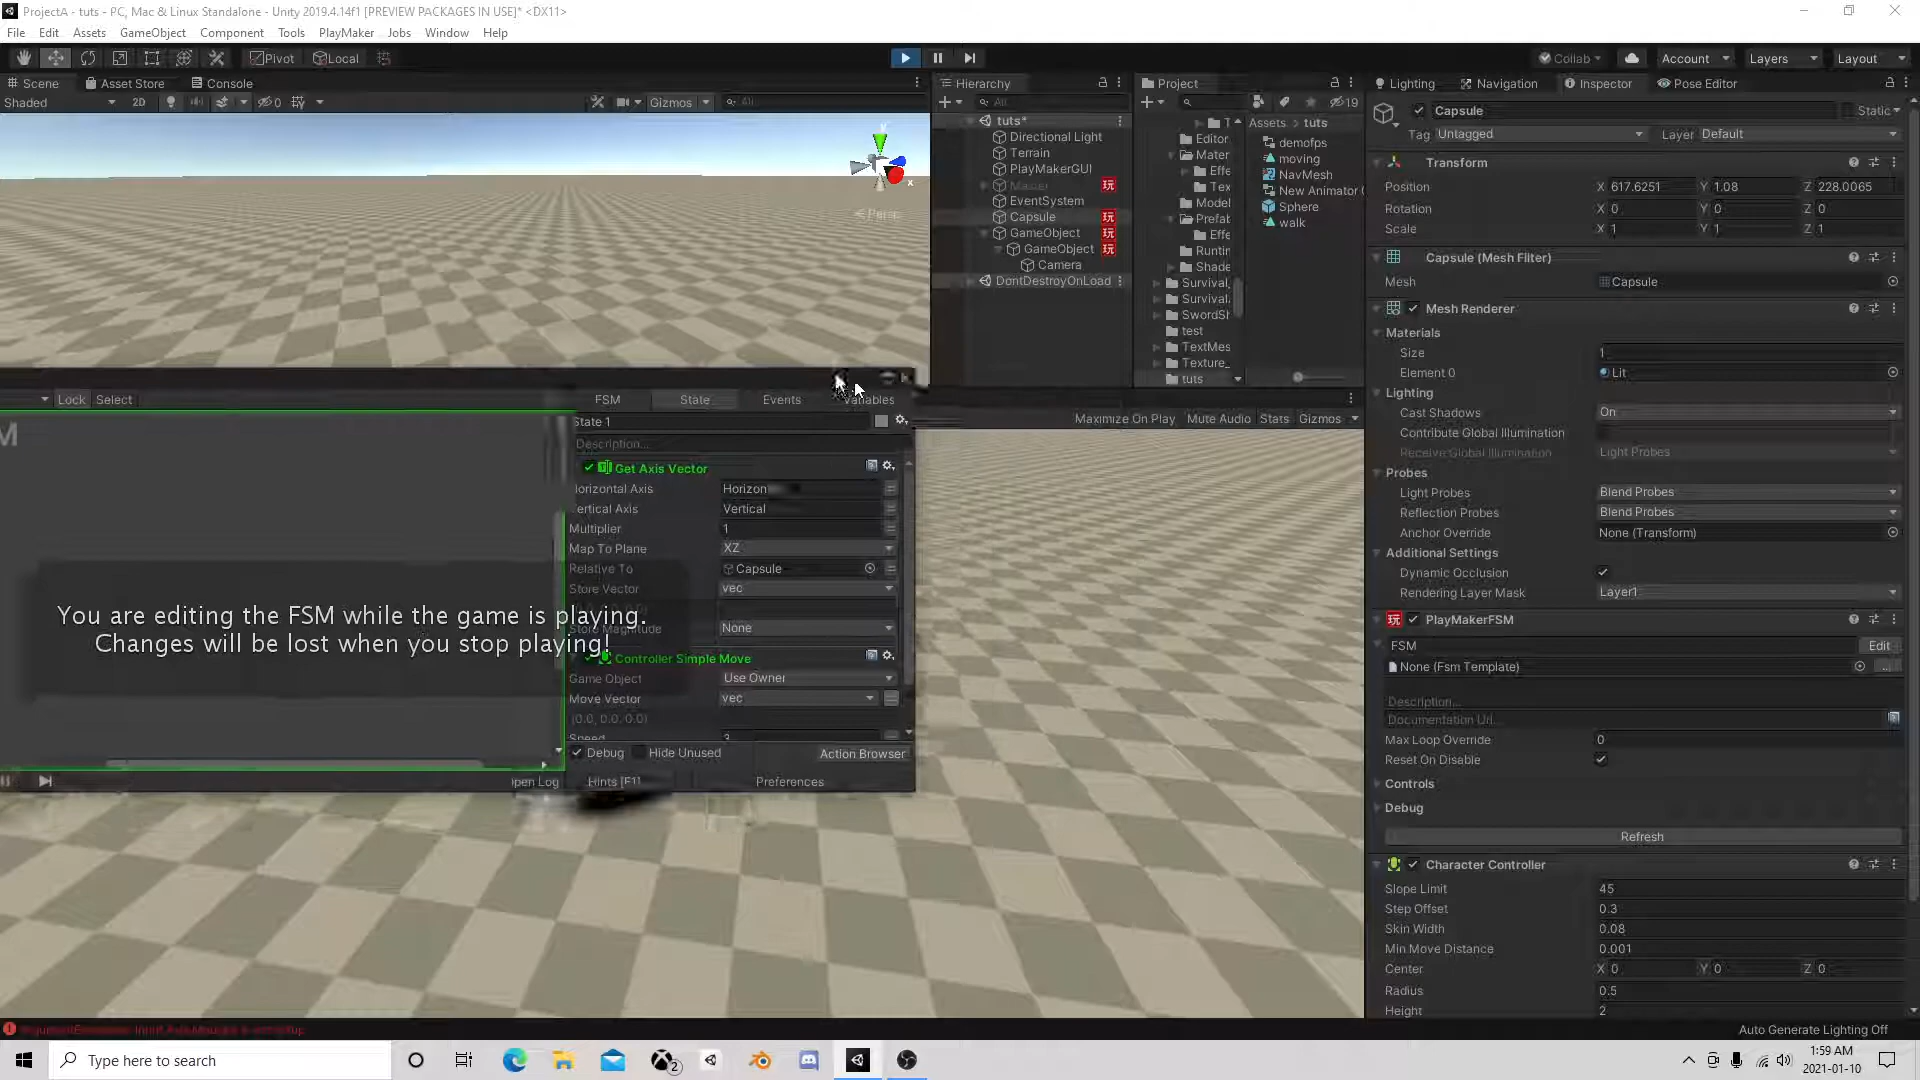 ProjectA - tuts - PC, Mac & Linux Standalone - Unity 2019.4.14f1 [PREVIEW PACKAGES IN USE]* <DX11>
File Edit Assets GameObject Component Tools PlayMaker Jobs Window Help
Pivot Local Collab Account Layers Layout
Scene Asset Store Console
Shaded 2D 0 Gizmos All
Persp
Hierarchy
All
tuts*
Directional Light
Terrain
PlayMakerGUI
Master
EventSystem
Capsule
GameObject
GameObject
Camera
DontDestroyOnLoad
Project
19
T
Editor
Mater
Effe
Tex
Model
Prefab
Effe
Runtin
Shade
Survival
Survival
SwordSl
test
TextMes
Texture_
tuts
Assets tuts
demofps
moving
NavMesh
New Animator C
Sphere
walk
Lock Select
M
FSM State Events Variables
State 1
Description...
Get Axis Vector
Horizontal Axis Horizon
Vertical Axis Vertical
Multiplier 1
Map To Plane XZ
Relative To Capsule
Store Vector vec
Store Magnitude None
Controller Simple Move
Game Object Use Owner
Move Vector vec
(0.0, 0.0, 0.0)
Speed 3
Debug Hide Unused Action Browser
Open Log Hints [F1] Preferences
You are editing the FSM while the game is playing.
Changes will be lost when you stop playing!
Maximize On Play Mute Audio Stats Gizmos
Lighting Navigation Inspector Pose Editor
Capsule Static
Tag Untagged Layer Default
Transform
Position X 617.6251 Y 1.08 Z 228.0065
Rotation X 0 Y 0 Z 0
Scale X 1 Y 1 Z 1
Capsule (Mesh Filter)
Mesh Capsule
Mesh Renderer
Materials
Size 1
Element 0 Lit
Lighting
Cast Shadows On
Contribute Global Illumination
Receive Global Illumination Light Probes
Probes
Light Probes Blend Probes
Reflection Probes Blend Probes
Anchor Override None (Transform)
Additional Settings
Dynamic Occlusion
Rendering Layer Mask Layer1
PlayMakerFSM
FSM Edit
None (Fsm Template) ...
Description...
Documentation Url...
Max Loop Override 0
Reset On Disable
Controls
Debug
Refresh
Character Controller
Slope Limit 45
Step Offset 0.3
Skin Width 0.08
Min Move Distance 0.001
Center X 0 Y 0 Z 0
Radius 0.5
Height 2
Auto Generate Lighting Off
Type here to search
2
1:59 AM
2021-01-10